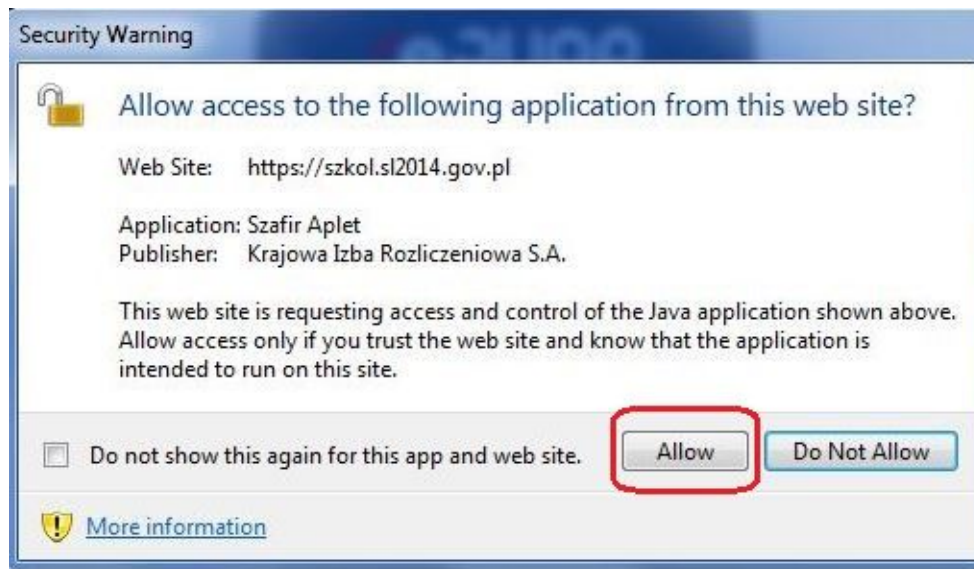 Security Warning
Allow access to the following application from this web site?
Web Site: https://szkol.sl2014.gov.pl
Application: Szafir Aplet
Publisher: Krajowa Izba Rozliczeniowa S.A.
This web site is requesting access and control of the Java application shown above.
Allow access only if you trust the web site and know that the application is
intended to run on this site.
Do not show this again for this app and web site.
Allow
Do Not Allow
More information